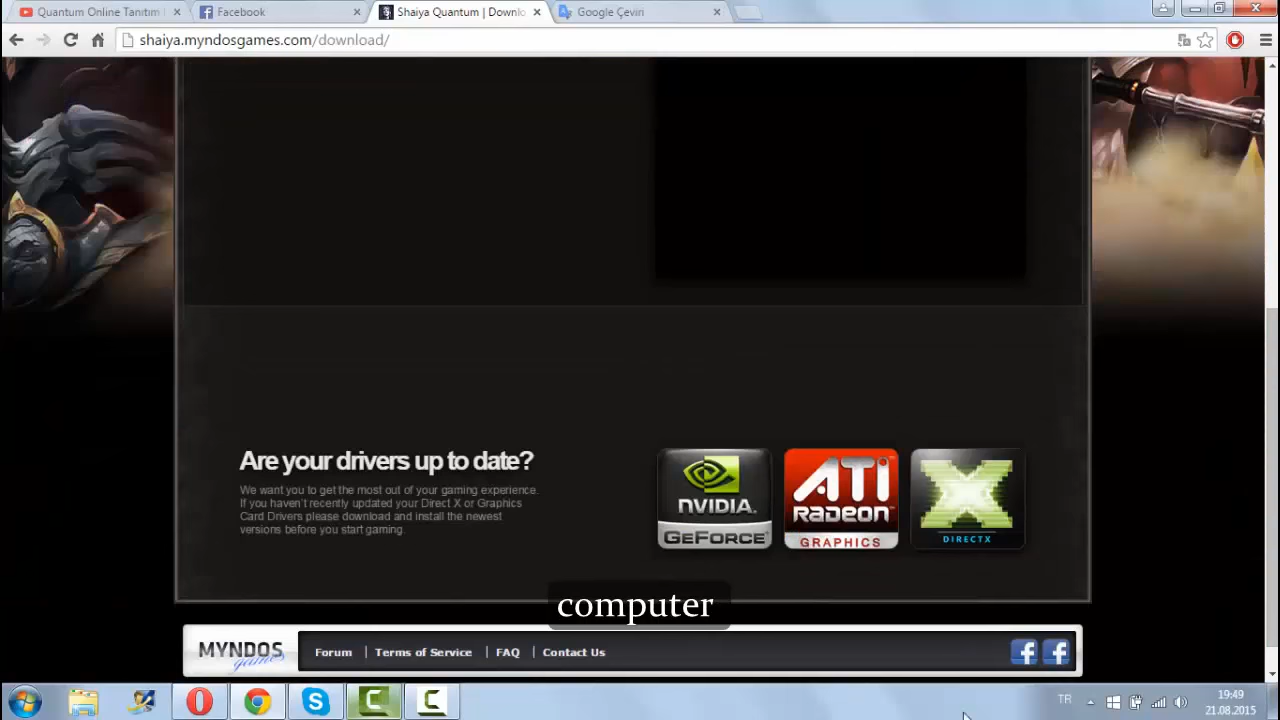 Quantum Online Tanıtım
Facebook
Shaiya Quantum | Downlo
Google Çeviri
shaiya.myndosgames.com/download/
Are your drivers up to date?
We want you to get the most out of your gaming experience.
If you haven't recently updated your Direct X or Graphics
Card Drivers please download and install the newest
versions before you start gaming.
NVIDIA.
GEFORCE
ATI
RADEON
GRAPHICS
DIRECTX
computer
MYNDOS
games
Forum | Terms of Service | FAQ | Contact Us
TR
19:49
21.08.2015